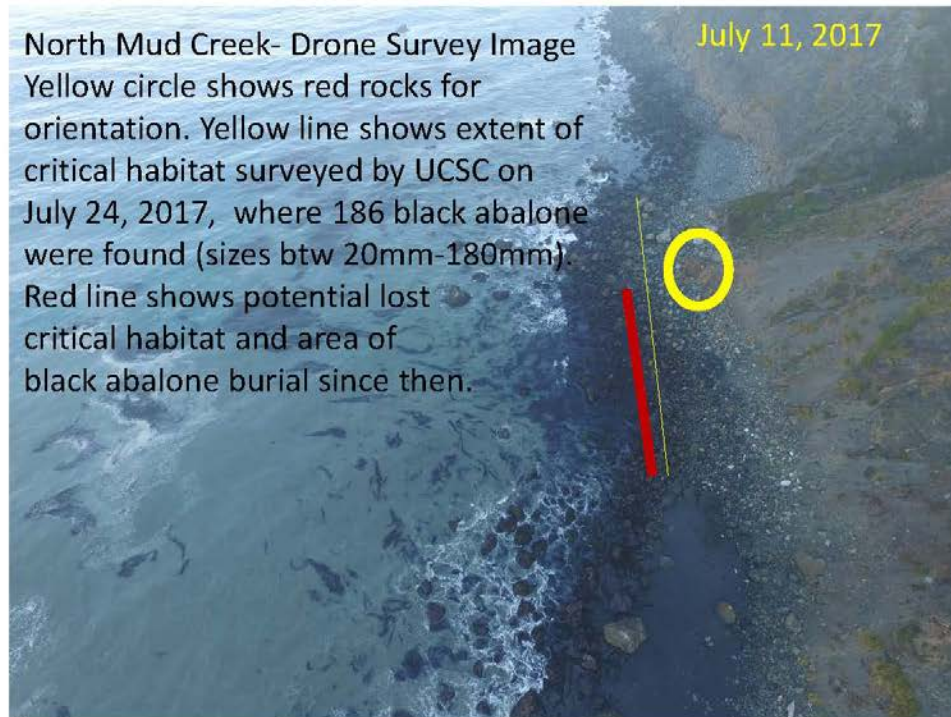 North Mud Creek- Drone Survey Image
July 11, 2017
Yellow circle shows red rocks for
orientation. Yellow line shows extent of
critical habitat surveyed by UCSC on
July 24, 2017,  where 186 black abalone
were found (sizes btw 20mm-180mm).
Red line shows potential lost
critical habitat and area of
black abalone burial since then.